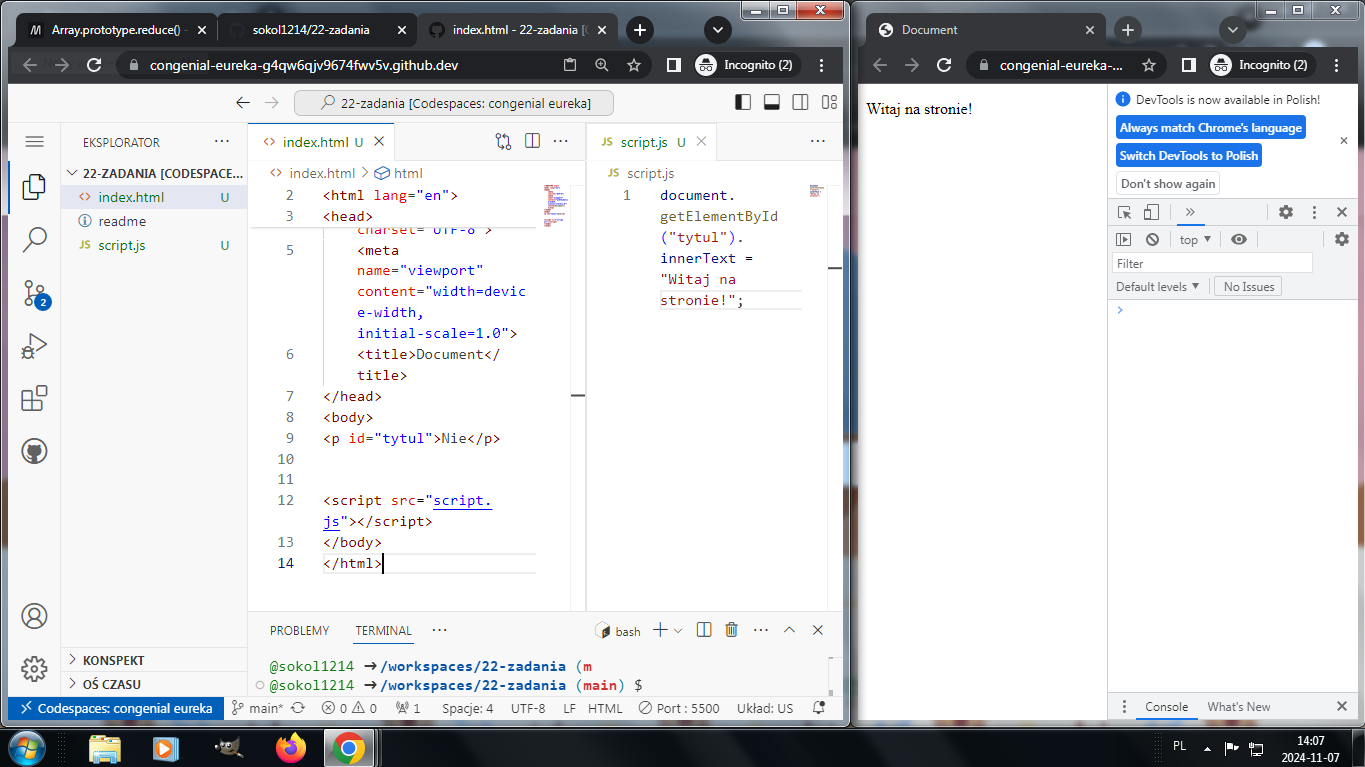 Array.prototype.reduce() -
sokol1214/22-zadania
index.html - 22-zadania [
congenial-eureka-g4qw6qjv9674fwv5v.github.dev
Incognito (2)
22-zadania [Codespaces: congenial eureka]
EKSPLORATOR
22-ZADANIA [CODESPACE...
index.html U
readme
JS script.js U
2
KONSPEKT
OŚ CZASU
index.html U
index.html > html
2 <html lang="en">
3 <head>
charset="UTF-8">
5 <meta
name="viewport"
content="width=devic
e-width,
initial-scale=1.0">
6 <title>Document</
title>
7 </head>
8 <body>
9 <p id="tytul">Nie</p>
10
11
12 <script src="script.
js"></script>
13 </body>
14 </html>
JS script.js U
JS script.js
1 document.
getElementById
("tytul").
innerText =
"Witaj na
stronie!";
PROBLEMY TERMINAL bash
@sokol1214 ➜/workspaces/22-zadania (m
@sokol1214 ➜/workspaces/22-zadania (main) $
Codespaces: congenial eureka main* 0 0 1 Spacje: 4 UTF-8 LF HTML Port : 5500 Układ: US
Document
congenial-eureka-...
Incognito (2)
Witaj na stronie!
DevTools is now available in Polish!
Always match Chrome's language
Switch DevTools to Polish
Don't show again
top
Filter
Default levels
No Issues
Console What's New
PL
14:07
2024-11-07